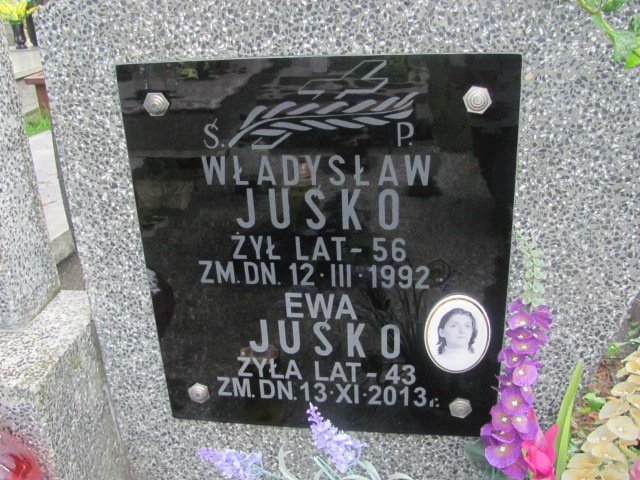 Ś. P.
WŁADYSŁAW
JUŚKO
ŻYŁ LAT - 56
ZM. DN. 12·III·1992
EWA
JUŚKO
ŻYŁA LAT - 43
ZM. DN. 13·XI·2013r.